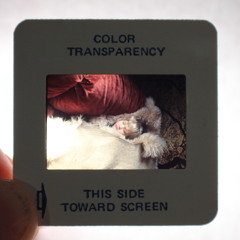 COLOR
TRANSPARENCY
THIS SIDE
TOWARD SCREEN